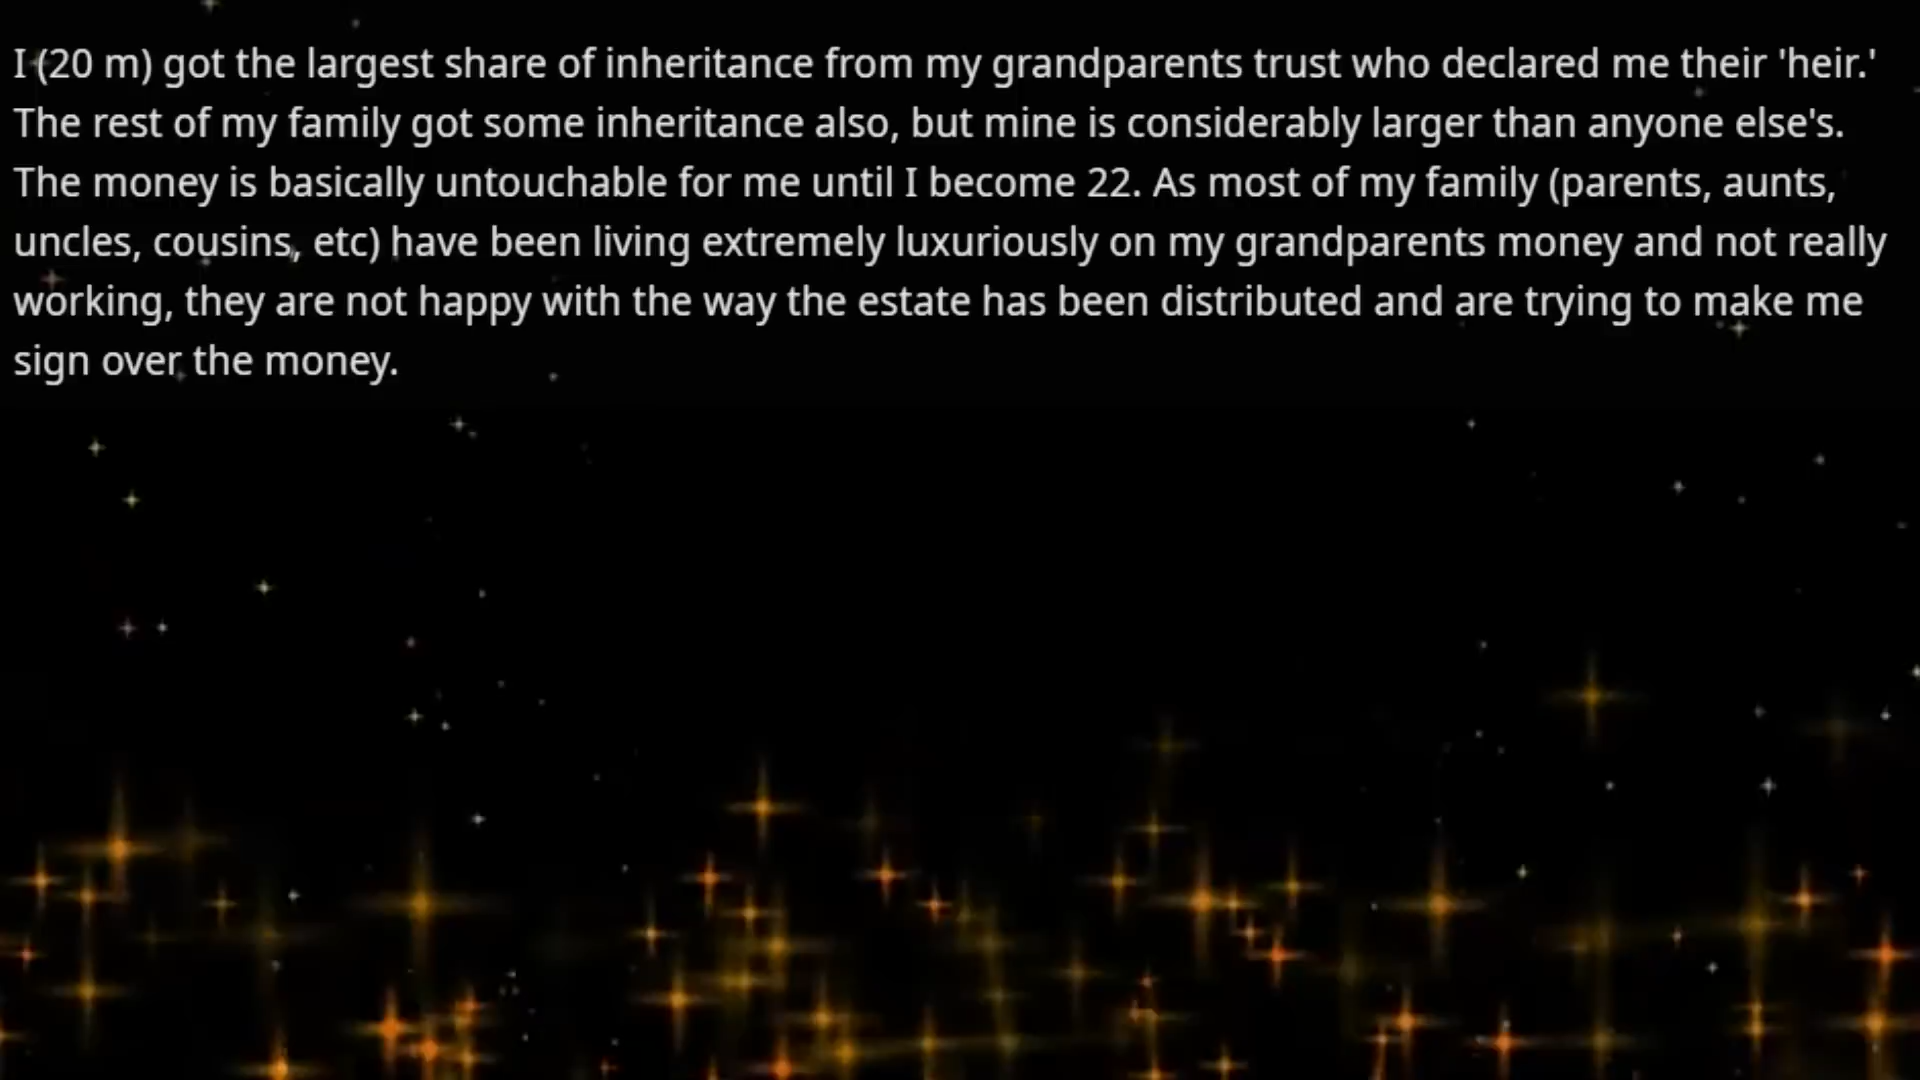 I (20 m) got the largest share of inheritance from my grandparents trust who declared me their 'heir.'
The rest of my family got some inheritance also, but mine is considerably larger than anyone else's.
The money is basically untouchable for me until I become 22. As most of my family (parents, aunts,
uncles, cousins, etc) have been living extremely luxuriously on my grandparents money and not really
working, they are not happy with the way the estate has been distributed and are trying to make me
sign over the money.